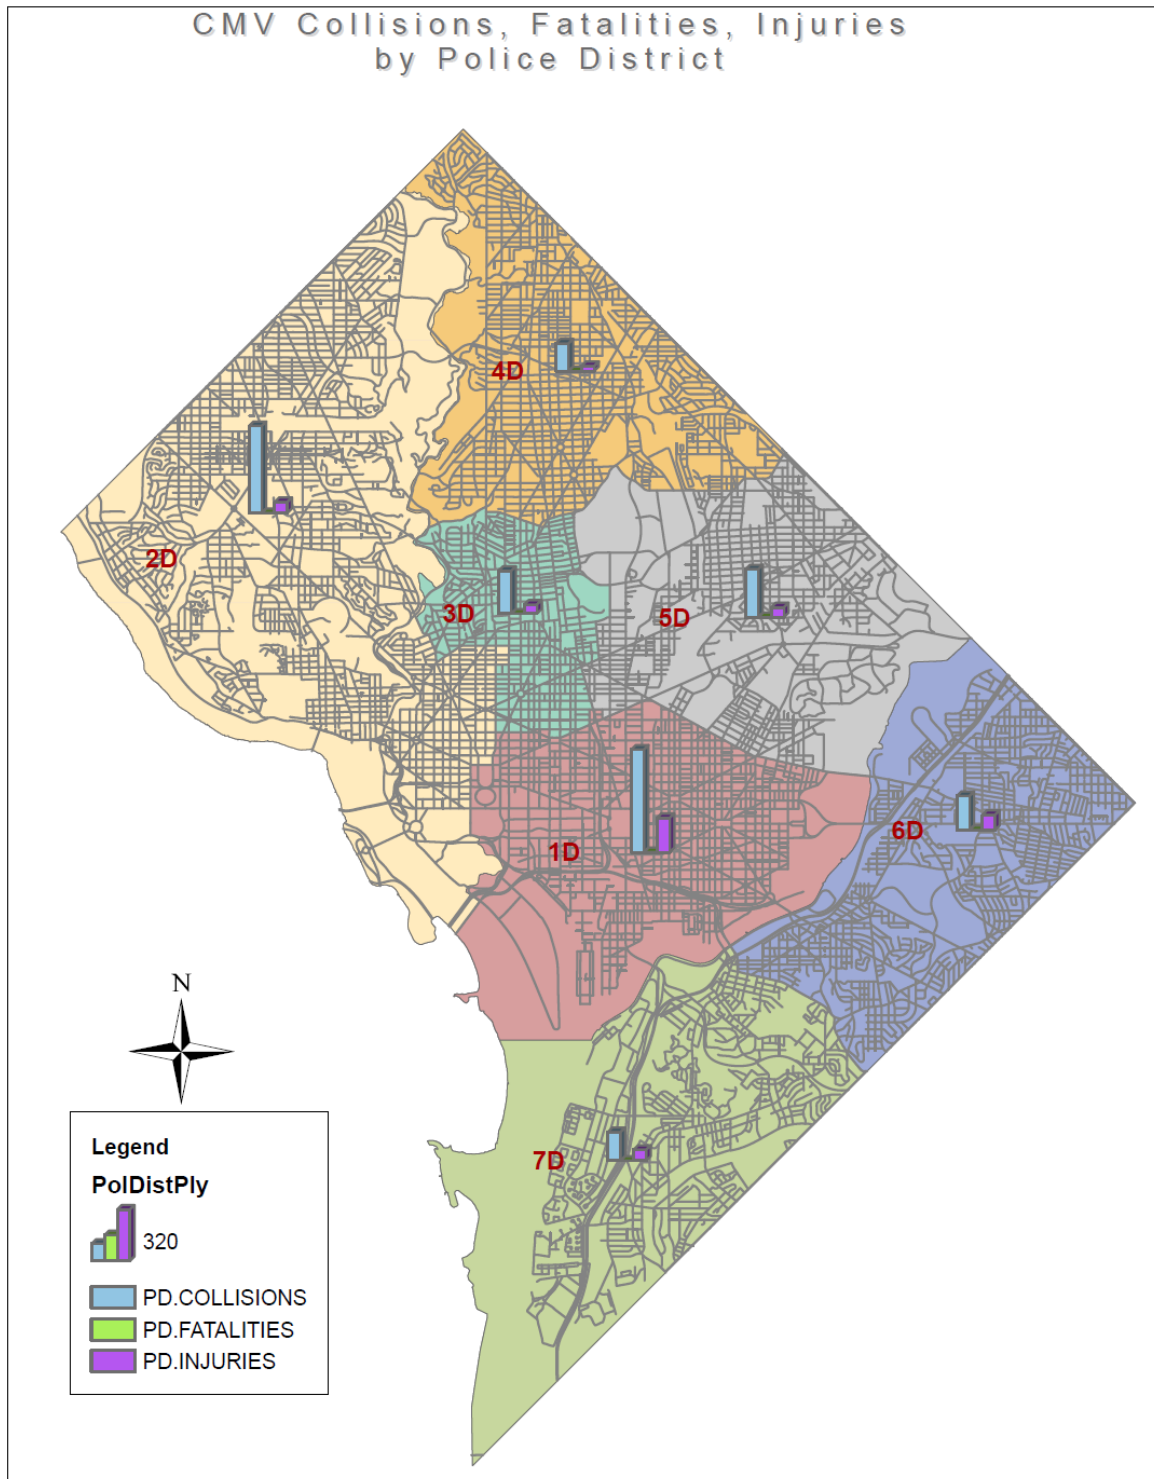 CMV Collisions, Fatalities, Injuries
by Police District
4D
2D
3D
5D
6D
1D
7D
N
Legend
PolDistPly
320
PD.COLLISIONS
PD.FATALITIES
PD.INJURIES